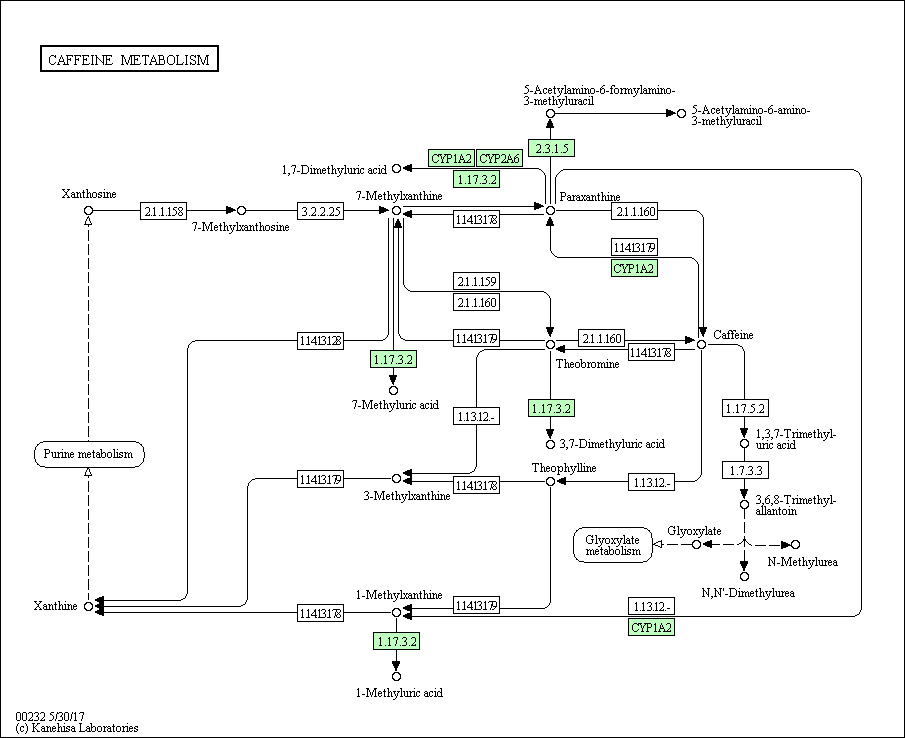 CAFFEINE METABOLISM
5-Acetylamino-6-formylamino-
3-methyluracil
5-Acetylamino-6-amino-
3-methyluracil
2.3.1.5
CYP1A2 CYP2A6
1,7-Dimethyluric acid
1.17.3.2
Xanthosine
7-Methylxanthine
Paraxanthine
2.1.1.158
3.2.2.25
1.14.13.178
2.1.1.160
7-Methylxanthosine
1.14.13.179
CYP1A2
2.1.1.159
2.1.1.160
1.14.13.128
1.14.13.179
2.1.1.160
Caffeine
1.14.13.178
1.17.3.2
Theobromine
7-Methyluric acid
1.17.3.2
1.17.5.2
1.13.12.-
1,3,7-Trimethyl-
uric acid
3,7-Dimethyluric acid
Purine metabolism
Theophylline
1.7.3.3
1.14.13.179
1.14.13.178
1.13.12.-
3-Methylxanthine
3,6,8-Trimethyl-
allantoin
Glyoxylate
Glyoxylate
metabolism
N-Methylurea
N,N'-Dimethylurea
1-Methylxanthine
Xanthine
1.14.13.178
1.14.13.179
1.13.12.-
CYP1A2
1.17.3.2
1-Methyluric acid
00232 5/30/17
(c) Kanehisa Laboratories